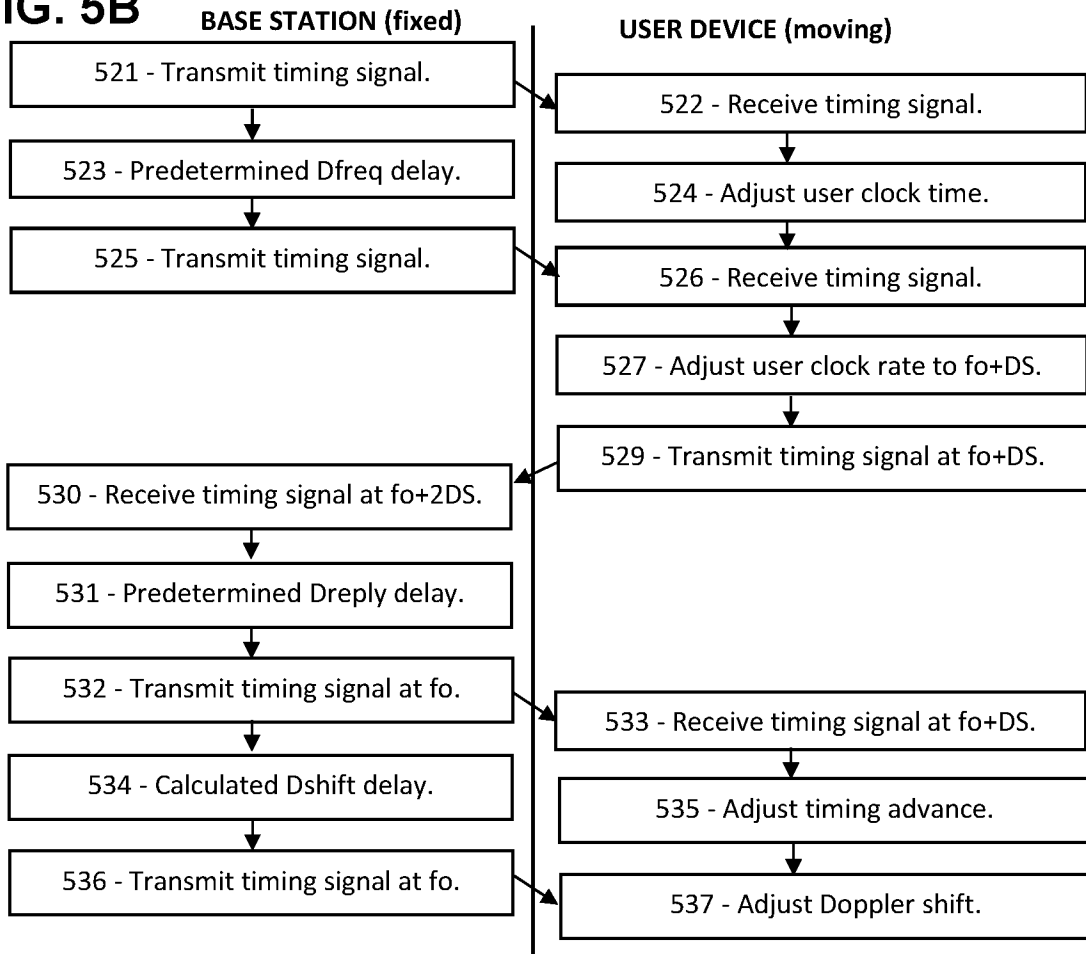 IG. 5B
BASE STATION (fixed)
USER DEVICE (moving)
521 - Transmit timing signal.
522 - Receive timing signal.
523 - Predetermined Dfreq delay.
524 - Adjust user clock time.
525 - Transmit timing signal.
526 - Receive timing signal.
527 - Adjust user clock rate to fo+DS.
529 - Transmit timing signal at fo+DS.
530 - Receive timing signal at fo+2DS.
531 - Predetermined Dreply delay.
532 - Transmit timing signal at fo.
533 - Receive timing signal at fo+DS.
534 - Calculated Dshift delay.
535 - Adjust timing advance.
536 - Transmit timing signal at fo.
537 - Adjust Doppler shift.